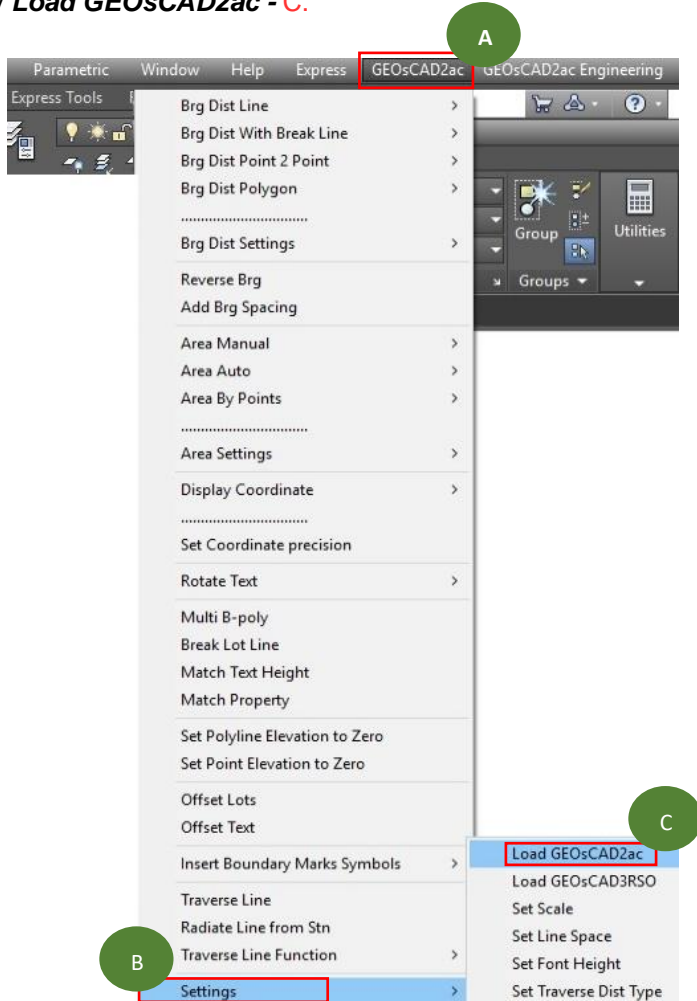 Load GEOsCAD2ac - C.
A
Parametric Window Help Express GEOsCAD2ac GEOsCAD2ac Engineering
Express Tools
Brg Dist Line
Brg Dist With Break Line
Brg Dist Point 2 Point
Brg Dist Polygon
................................
Brg Dist Settings
Reverse Brg
Add Brg Spacing
Area Manual
Area Auto
Area By Points
................................
Area Settings
Display Coordinate
................................
Set Coordinate precision
Rotate Text
Multi B-poly
Break Lot Line
Match Text Height
Match Property
Set Polyline Elevation to Zero
Set Point Elevation to Zero
Offset Lots
Offset Text
Insert Boundary Marks Symbols
Traverse Line
Radiate Line from Stn
Traverse Line Function
B
Settings
Group
Utilities
Groups
C
Load GEOsCAD2ac
Load GEOsCAD3RSO
Set Scale
Set Line Space
Set Font Height
Set Traverse Dist Type